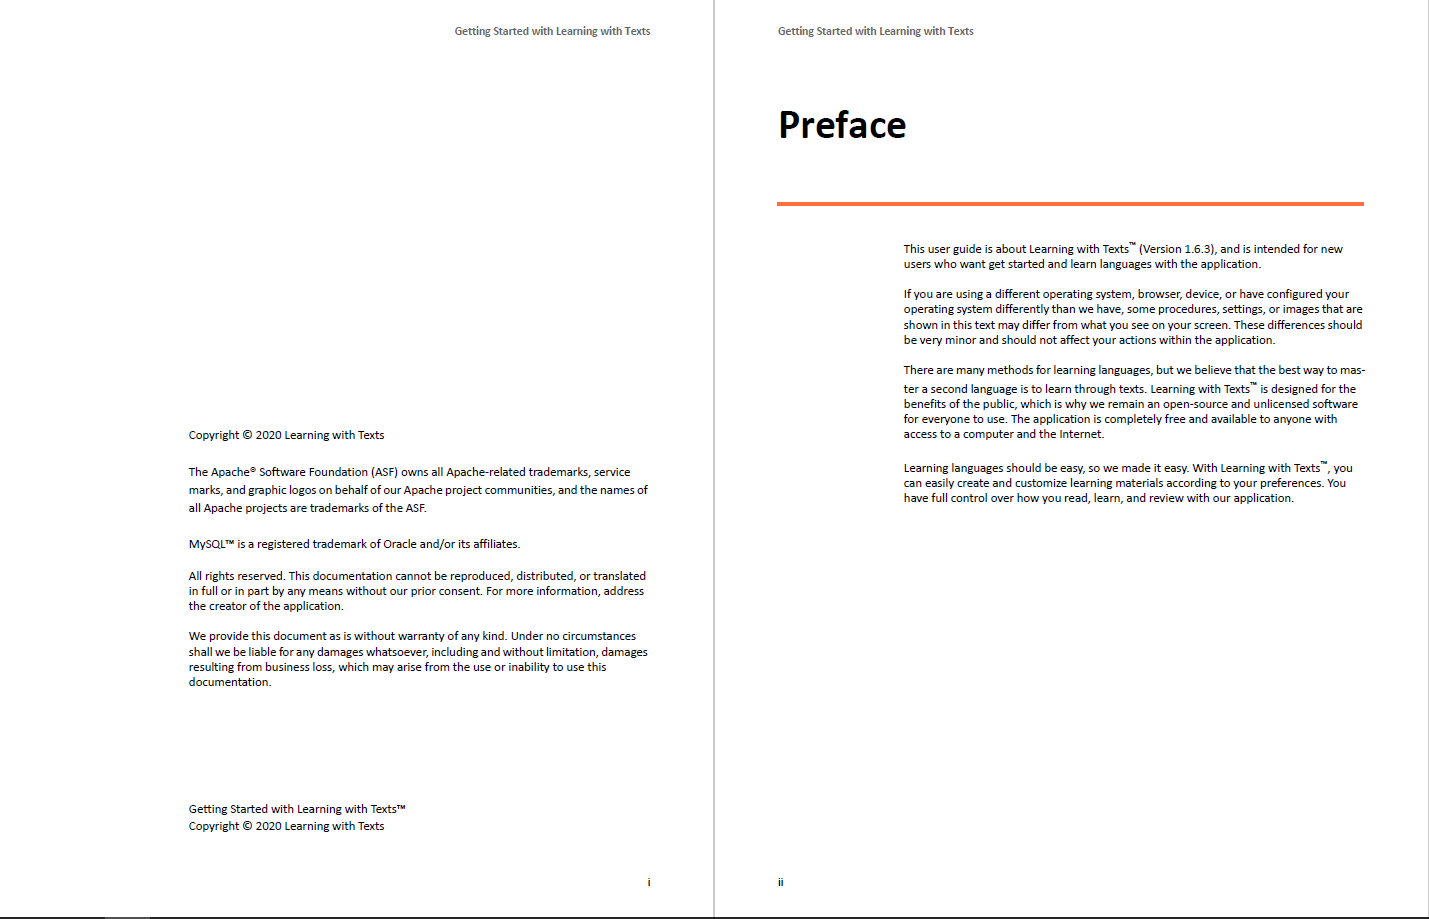 Getting Started with Learning with Texts
Copyright © 2020 Learning with Texts
The Apache® Software Foundation (ASF) owns all Apache-related trademarks, service
marks, and graphic logos on behalf of our Apache project communities, and the names of
all Apache projects are trademarks of the ASF.
MySQL™ is a registered trademark of Oracle and/or its affiliates.
All rights reserved. This documentation cannot be reproduced, distributed, or translated
in full or in part by any means without our prior consent. For more information, address
the creator of the application.
We provide this document as is without warranty of any kind. Under no circumstances
shall we be liable for any damages whatsoever, including and without limitation, damages
resulting from business loss, which may arise from the use or inability to use this
documentation.
Getting Started with Learning with Texts™
Copyright © 2020 Learning with Texts
i
Getting Started with Learning with Texts
Preface
This user guide is about Learning with Texts™ (Version 1.6.3), and is intended for new
users who want get started and learn languages with the application.
If you are using a different operating system, browser, device, or have configured your
operating system differently than we have, some procedures, settings, or images that are
shown in this text may differ from what you see on your screen. These differences should
be very minor and should not affect your actions within the application.
There are many methods for learning languages, but we believe that the best way to mas-
ter a second language is to learn through texts. Learning with Texts™ is designed for the
benefits of the public, which is why we remain an open-source and unlicensed software
for everyone to use. The application is completely free and available to anyone with
access to a computer and the Internet.
Learning languages should be easy, so we made it easy. With Learning with Texts™, you
can easily create and customize learning materials according to your preferences. You
have full control over how you read, learn, and review with our application.
ii